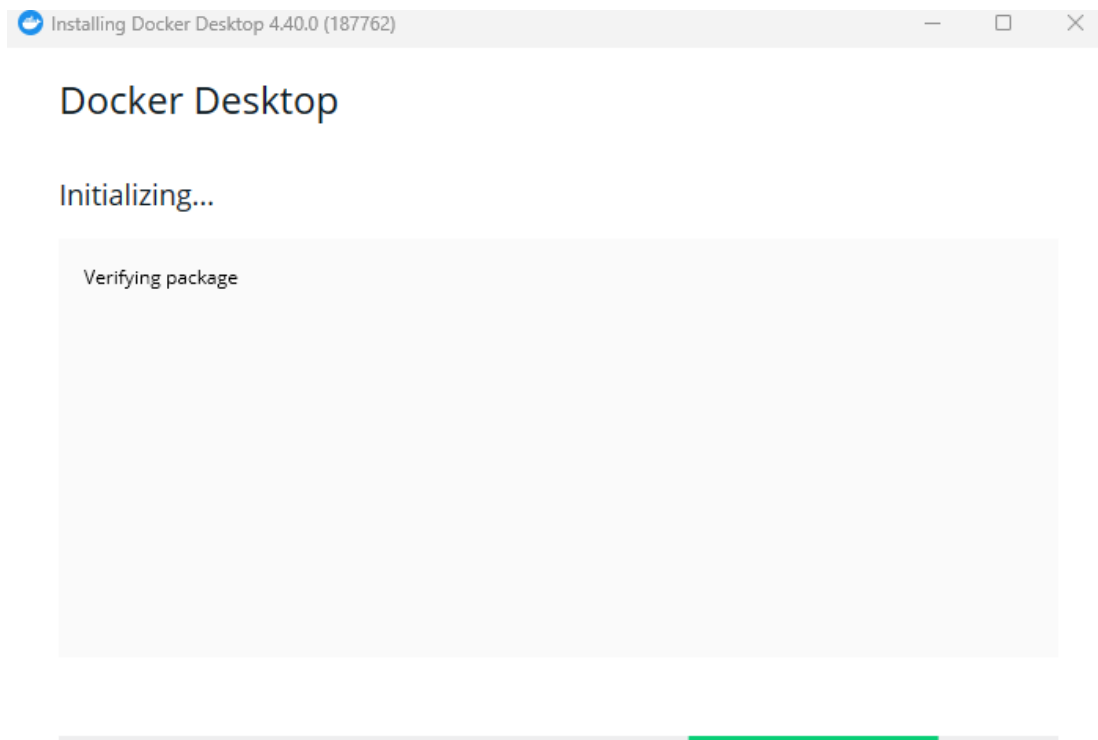 Installing Docker Desktop 4.40.0 (187762)
Docker Desktop
Initializing...
Verifying package